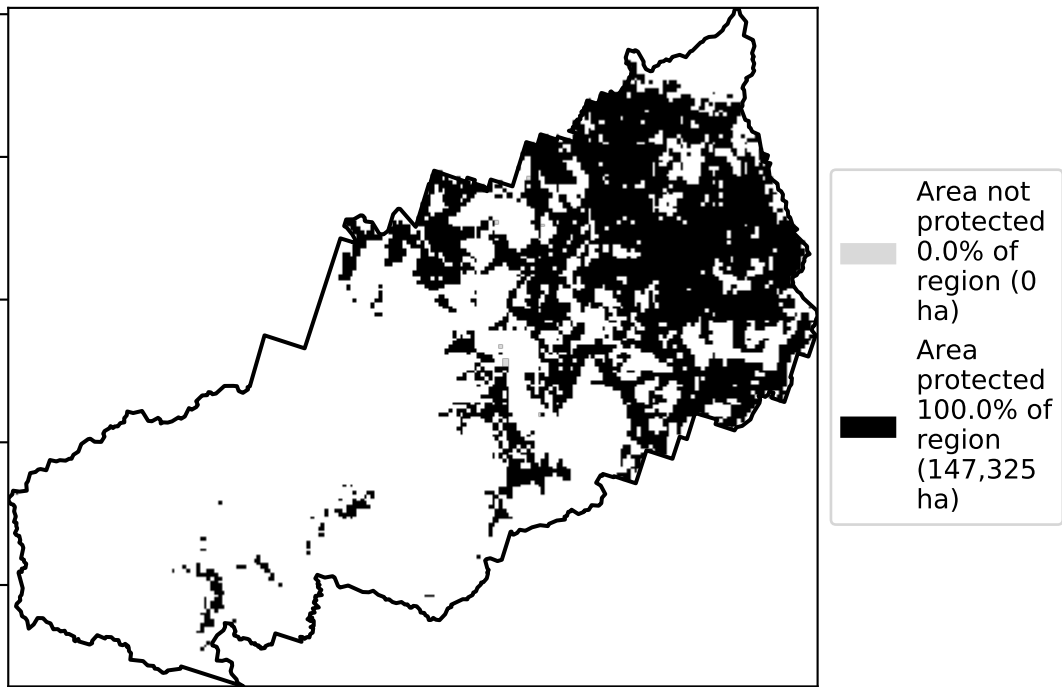 Area not
protected
0.0% of
region (0
ha)
Area
protected
100.0% of
region
(147,325
ha)